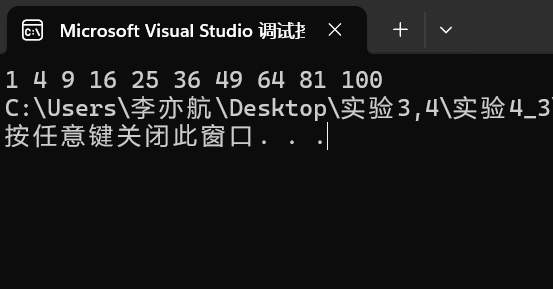 Microsoft Visual Studio 调试
1 4 9 16 25 36 49 64 81 100
C:\Users\李亦航\Desktop\实验3,4\实验4_3
按任意键关闭此窗口. . .